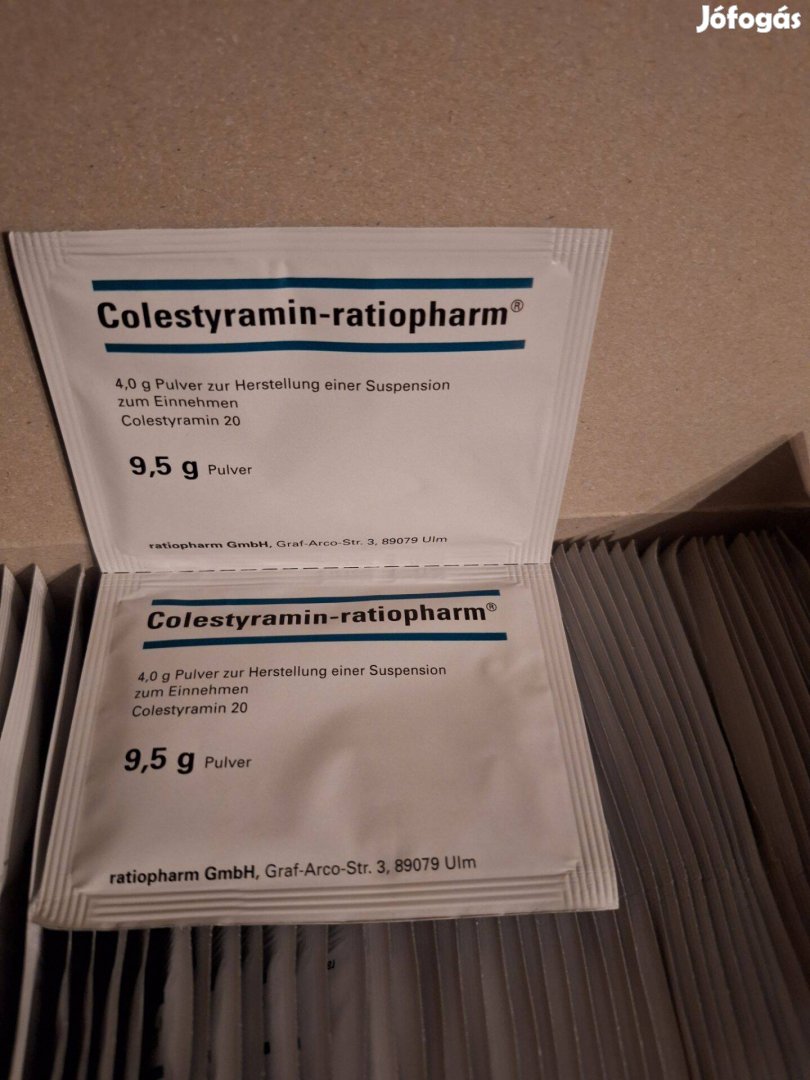 Jófogás
Colestyramin-ratiopharm®
4,0 g Pulver zur Herstellung einer Suspension
zum Einnehmen
Colestyramin 20
9,5 g Pulver
ratiopharm GmbH, Graf-Arco-Str. 3, 89079 Ulm
Colestyramin-ratiopharm®
4,0 g Pulver zur Herstellung einer Suspension
zum Einnehmen
Colestyramin 20
9,5 g Pulver
ratiopharm GmbH, Graf-Arco-Str. 3, 89079 Ulm